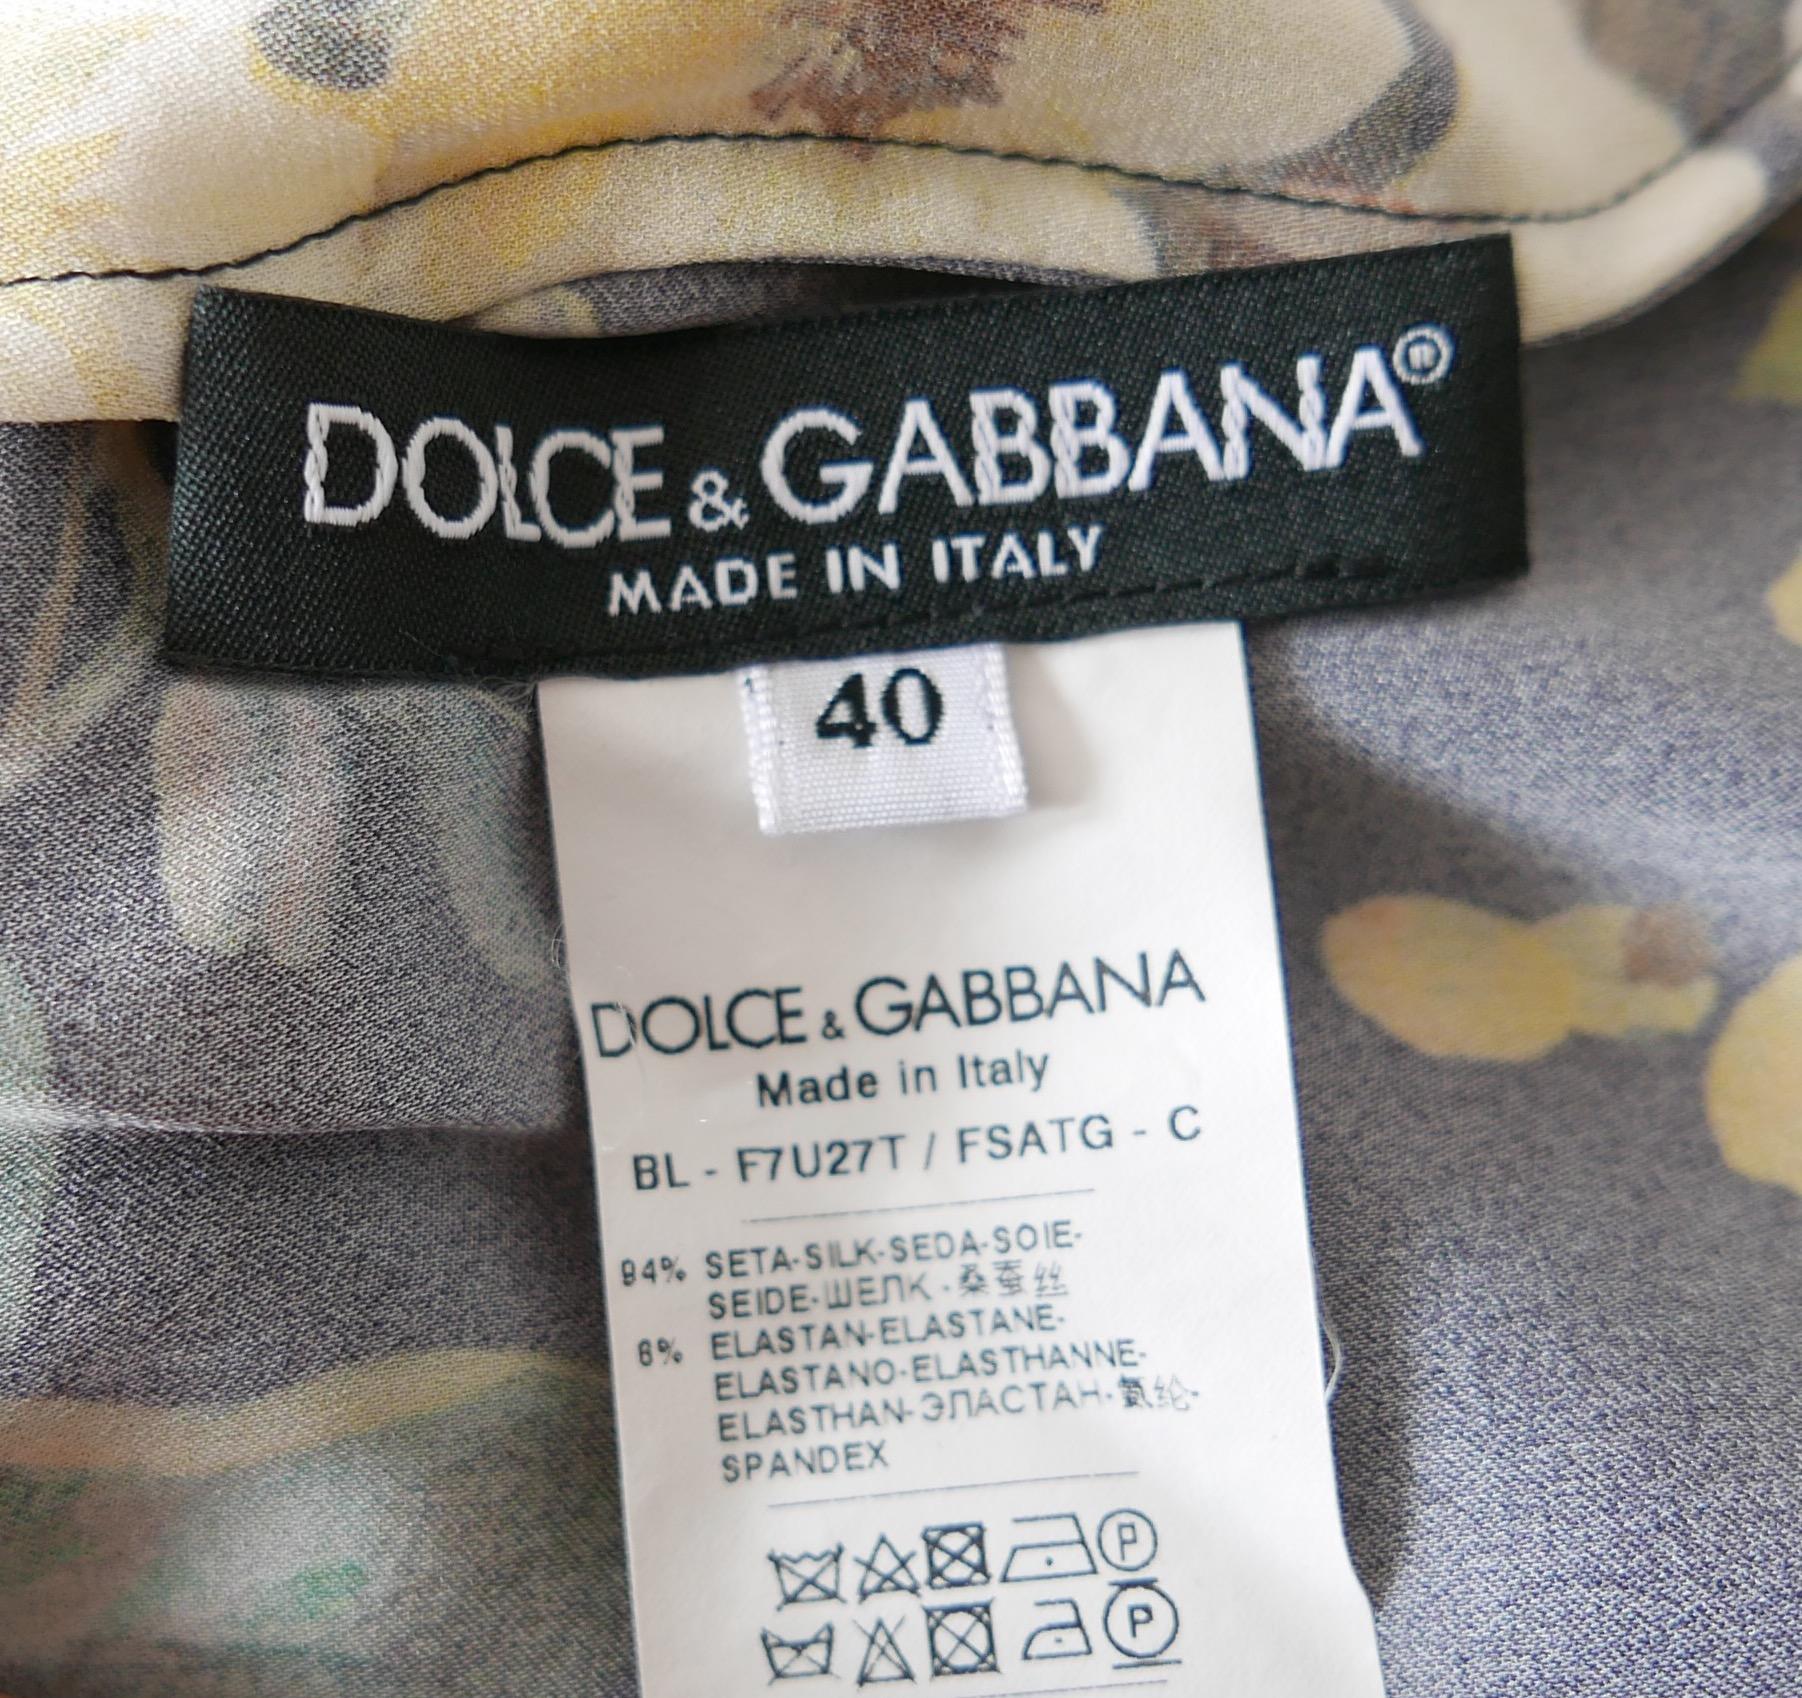 DOLCE & GABBANA®
MADE IN ITALY
40
DOLCE & GABBANA
Made in Italy
BL - F7U27T / FSATG - C
94% SETA-SILK-SEDA-SOIE-
SEIDE-ШЕЛК-桑蚕丝
6% ELASTAN-ELASTANE-
ELASTANO-ELASTHANNE-
ELASTHAN-ЭЛАСТАН-氨纶-
SPANDEX
P
P